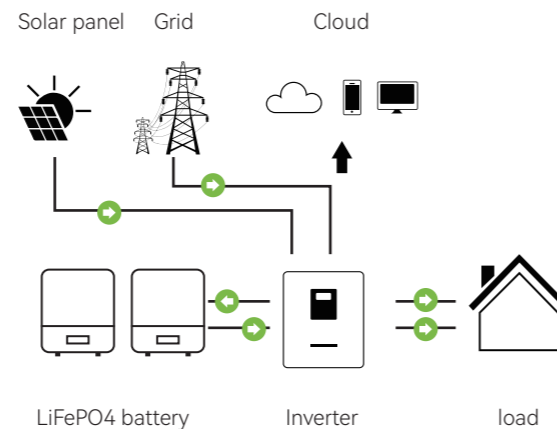 Solar panel
Grid
Cloud
LiFePO4 battery
Inverter
load